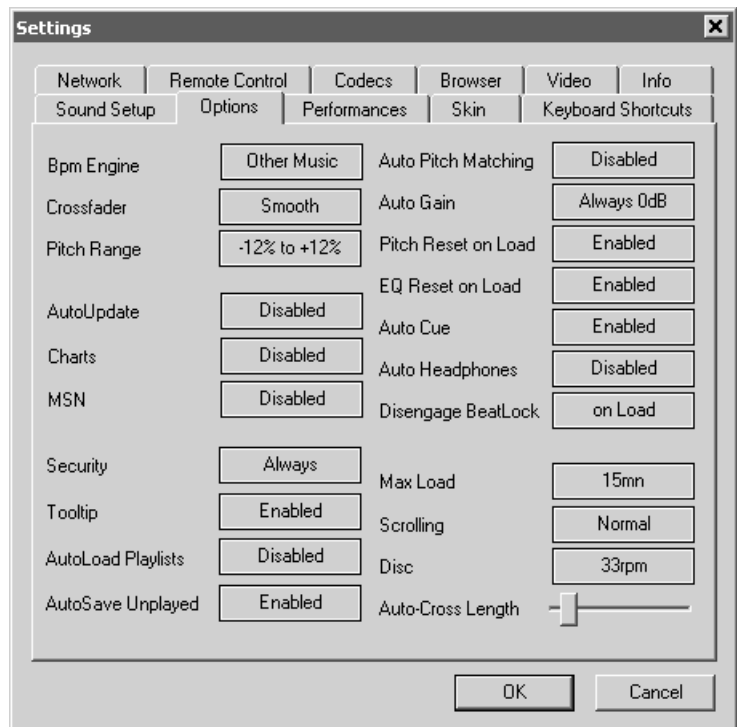 Settings
Network Remote Control Codecs Browser Video Info
Sound Setup Options Performances Skin Keyboard Shortcuts
Bpm Engine Other Music
Crossfader Smooth
Pitch Range -12% to +12%
AutoUpdate Disabled
Charts Disabled
MSN Disabled
Security Always
Tooltip Enabled
AutoLoad Playlists Disabled
AutoSave Unplayed Enabled
Auto Pitch Matching Disabled
Auto Gain Always 0dB
Pitch Reset on Load Enabled
EQ Reset on Load Enabled
Auto Cue Enabled
Auto Headphones Disabled
Disengage BeatLock on Load
Max Load 15mn
Scrolling Normal
Disc 33rpm
Auto-Cross Length
OK Cancel